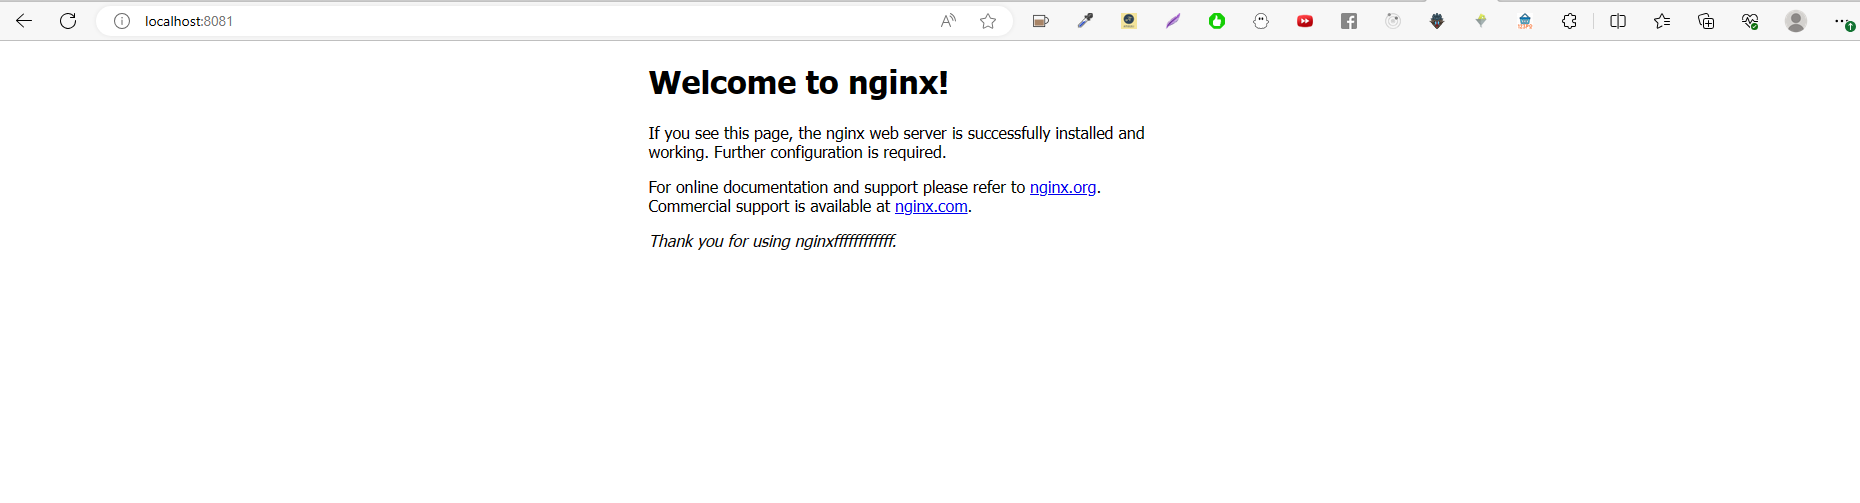 localhost:8081
Welcome to nginx!
If you see this page, the nginx web server is successfully installed and
working. Further configuration is required.
For online documentation and support please refer to nginx.org.
Commercial support is available at nginx.com.
Thank you for using nginxffffffffffff.